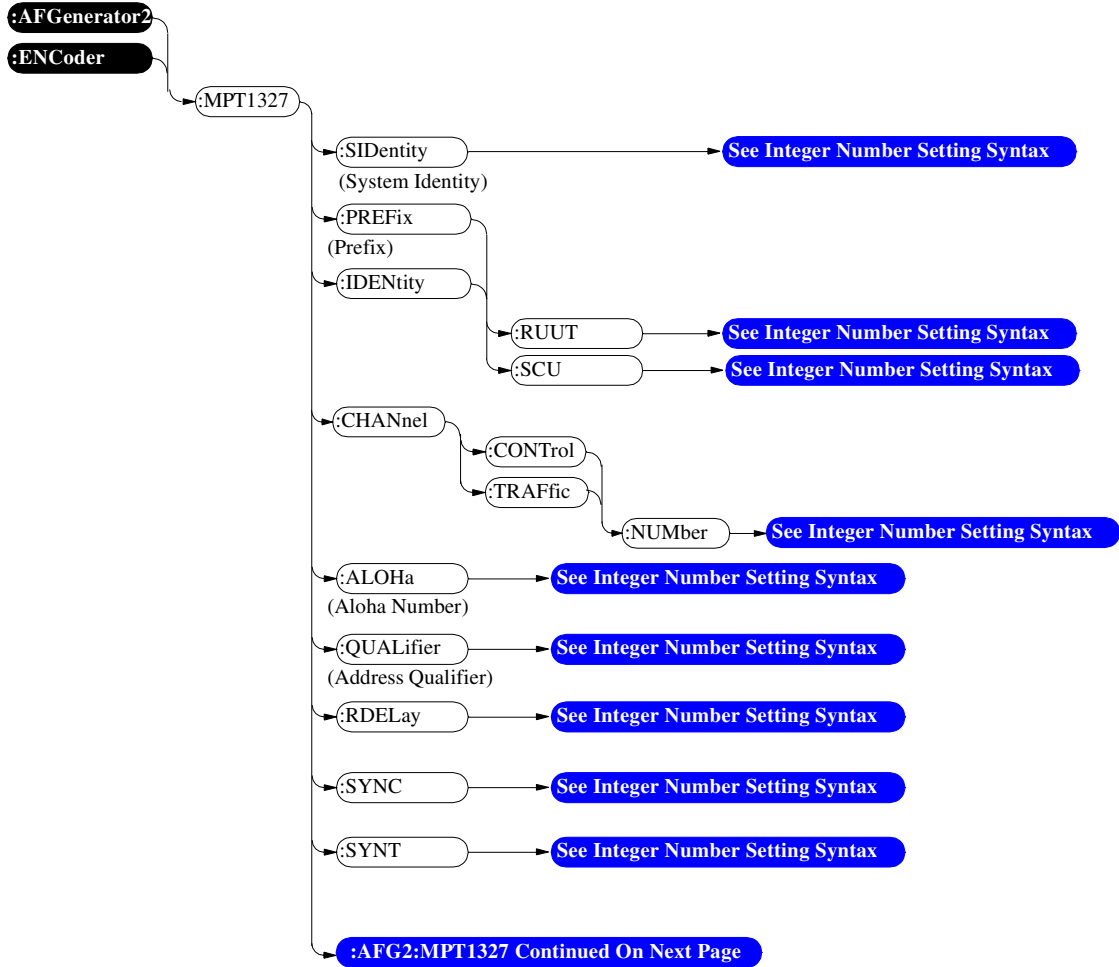 :AFGenerator2
:ENCoder
:MPT1327
:SIDentity
See Integer Number Setting Syntax
(System Identity)
:PREFix
(Prefix)
:IDENtity
:RUUT
See Integer Number Setting Syntax
:SCU
See Integer Number Setting Syntax
:CHANnel
:CONTrol
:TRAFfic
:NUMber
See Integer Number Setting Syntax
:ALOHa
See Integer Number Setting Syntax
(Aloha Number)
:QUALifier
See Integer Number Setting Syntax
(Address Qualifier)
:RDELay
See Integer Number Setting Syntax
:SYNC
See Integer Number Setting Syntax
:SYNT
See Integer Number Setting Syntax
:AFG2:MPT1327 Continued On Next Page